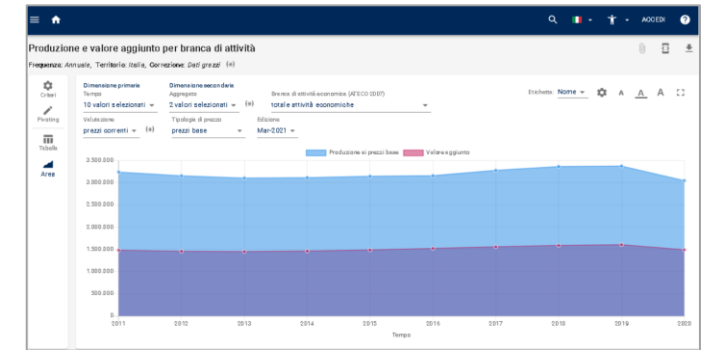 ACCEDI
Produzione e valore aggiunto per branca di attività
Frequenza: Annuale, Territorio: Italia, Correzione: Dati grezzi (a)
Criteri
Pivoting
Tabella
Area
Dimensione primaria
Tempo
10 valori selezionati
Dimensione secondaria
Aggregato
2 valori selezionati (a)
Branca di attività economica (ATECO 2007)
totale attività economiche
Etichetta: Nome
A A A
Valutazione
prezzi correnti (a)
Tipologia di prezzo
prezzi base
Edizione
Mar-2021
Produzione ai prezzi base Valore aggiunto
3.500.000
3.000.000
2.500.000
2.000.000
1.500.000
1.000.000
500.000
0
2011 2012 2013 2014 2015 2016 2017 2018 2019 2020
Tempo